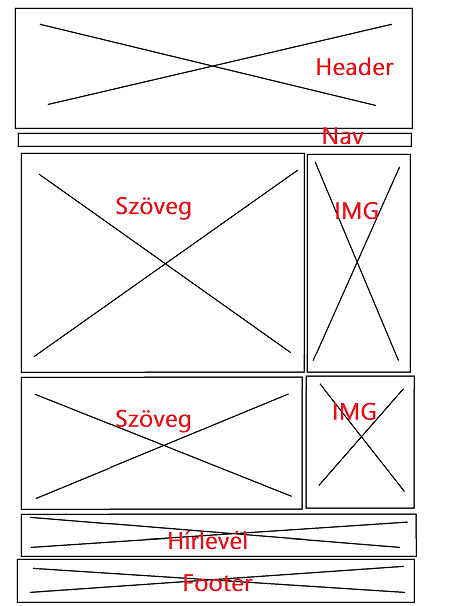 Header
Nav
Szöveg
IMG
Szöveg
IMG
Hírlevél
Footer